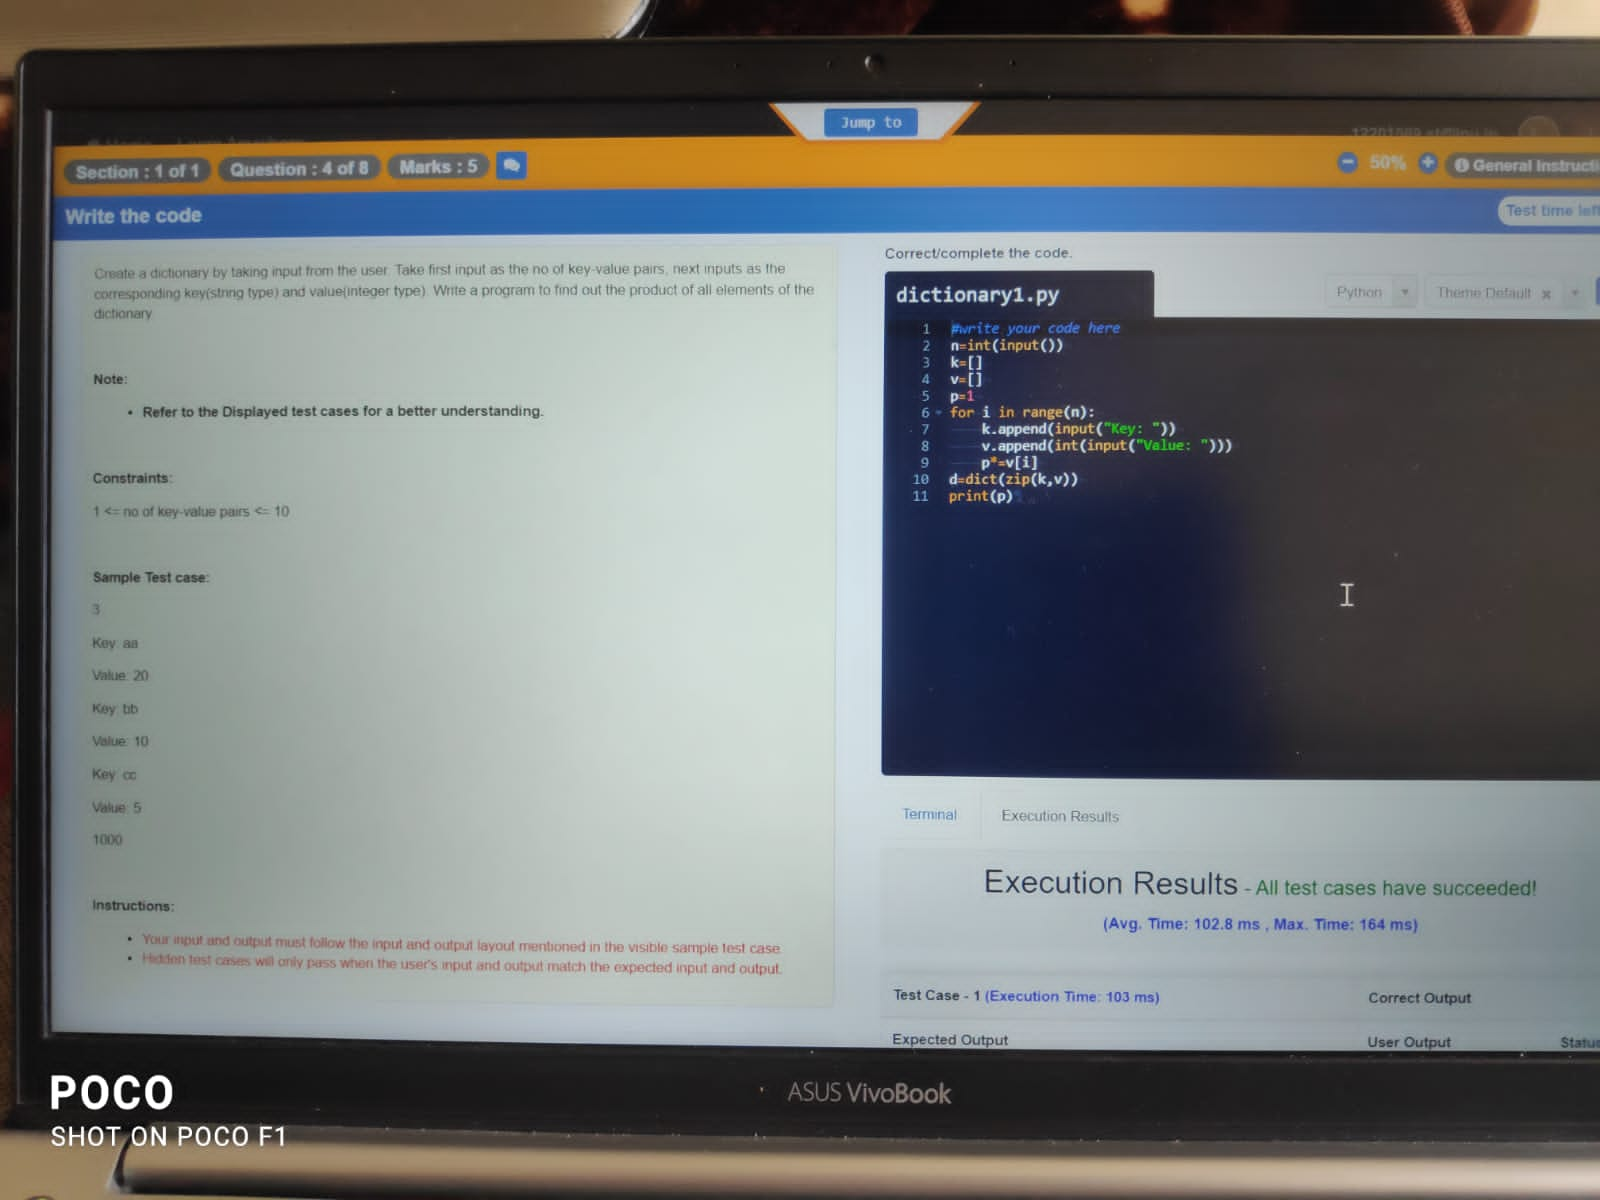 Jump to
Section : 1 of 1 Question : 4 of 8 Marks : 5 50% General Instructi
Write the code
Test time left
Create a dictionary by taking input from the user. Take first input as the no of key-value pairs, next inputs as the
corresponding key(string type) and value(integer type). Write a program to find out the product of all elements of the
dictionary
Note:
• Refer to the Displayed test cases for a better understanding.
Constraints:
1 <= no of key-value pairs <= 10
Sample Test case:
3
Key: aa
Value: 20
Key: bb
Value: 10
Key: cc
Value: 5
1000
Instructions:
• Your input and output must follow the input and output layout mentioned in the visible sample test case.
• Hidden test cases will only pass when the user's input and output match the expected input and output.
Correct/complete the code.
dictionary1.py
Python Theme:Default x
1 #write your code here
2 n=int(input())
3 k=[]
4 v=[]
5 p=1
6 for i in range(n):
7 k.append(input("Key: "))
8 v.append(int(input("Value: ")))
9 p*=v[i]
10 d=dict(zip(k,v))
11 print(p)
Terminal Execution Results
Execution Results - All test cases have succeeded!
(Avg. Time: 102.8 ms , Max. Time: 164 ms)
Test Case - 1 (Execution Time: 103 ms) Correct Output
Expected Output User Output Status
ASUS VivoBook
POCO
SHOT ON POCO F1